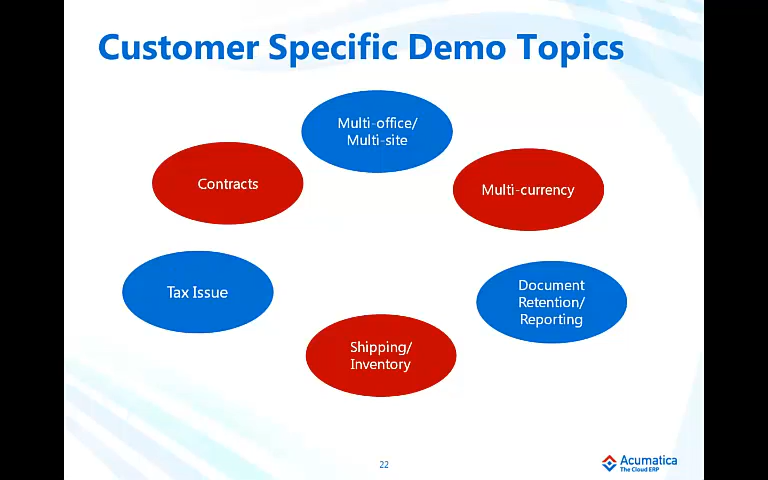 Customer Specific Demo Topics
Multi-office/
Multi-site
Contracts
Multi-currency
Tax Issue
Document
Retention/
Reporting
Shipping/
Inventory
22
Acumatica
The Cloud ERP